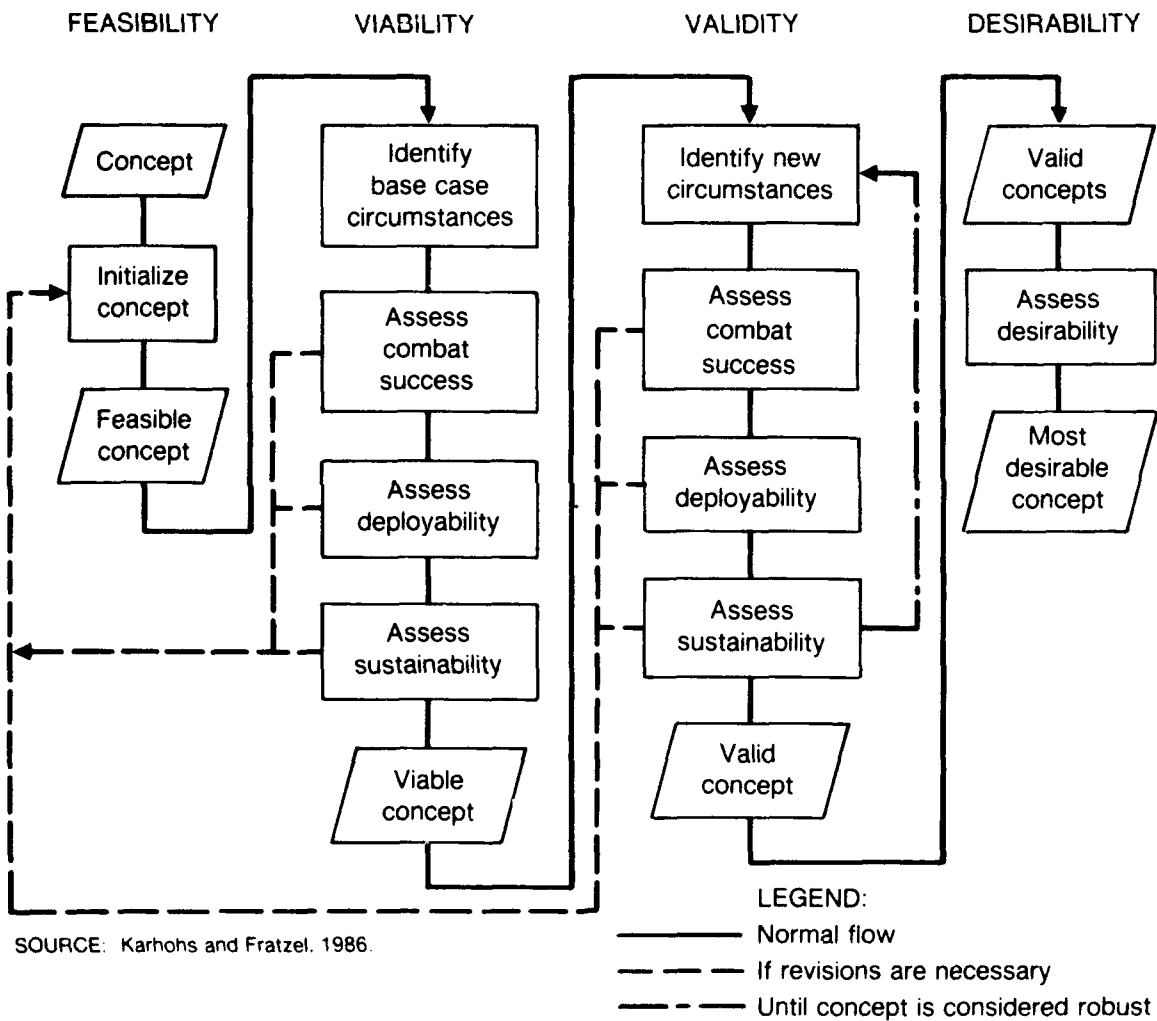 FEASIBILITY
VIABILITY
VALIDITY
DESIRABILITY
Concept
Initialize
concept
Feasible
concept
Identify
base case
circumstances
Assess
combat
success
Assess
deployability
Assess
sustainability
Viable
concept
Identify new
circumstances
Assess
combat
success
Assess
deployability
Assess
sustainability
Valid
concept
Valid
concepts
Assess
desirability
Most
desirable
concept
SOURCE: Karhohs and Fratzel, 1986.
LEGEND:
Normal flow
If revisions are necessary
Until concept is considered robust